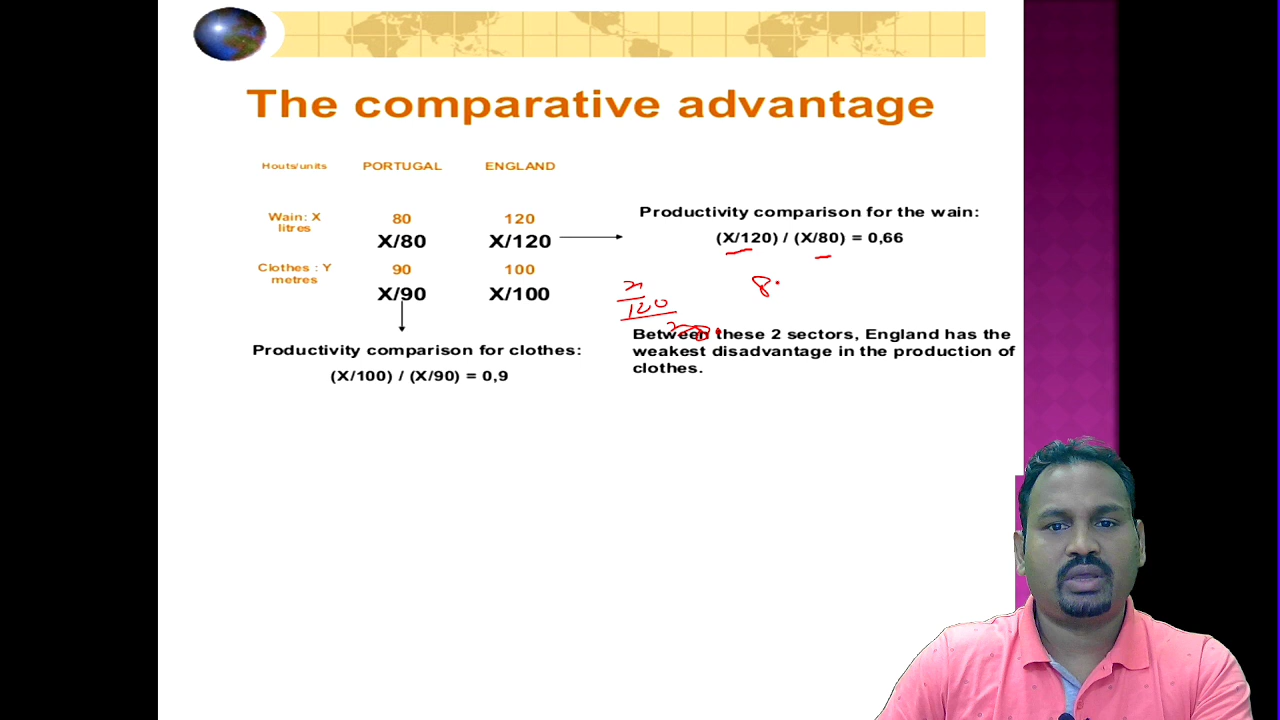 The comparative advantage
Houts/units PORTUGAL ENGLAND
Wain: X litres 80 120
X/80 X/120
Clothes : Y metres 90 100
X/90 X/100
Productivity comparison for the wain:
(X/120) / (X/80) = 0,66
x
120
8
Between these 2 sectors, England has the
weakest disadvantage in the production of
clothes.
Productivity comparison for clothes:
(X/100) / (X/90) = 0,9